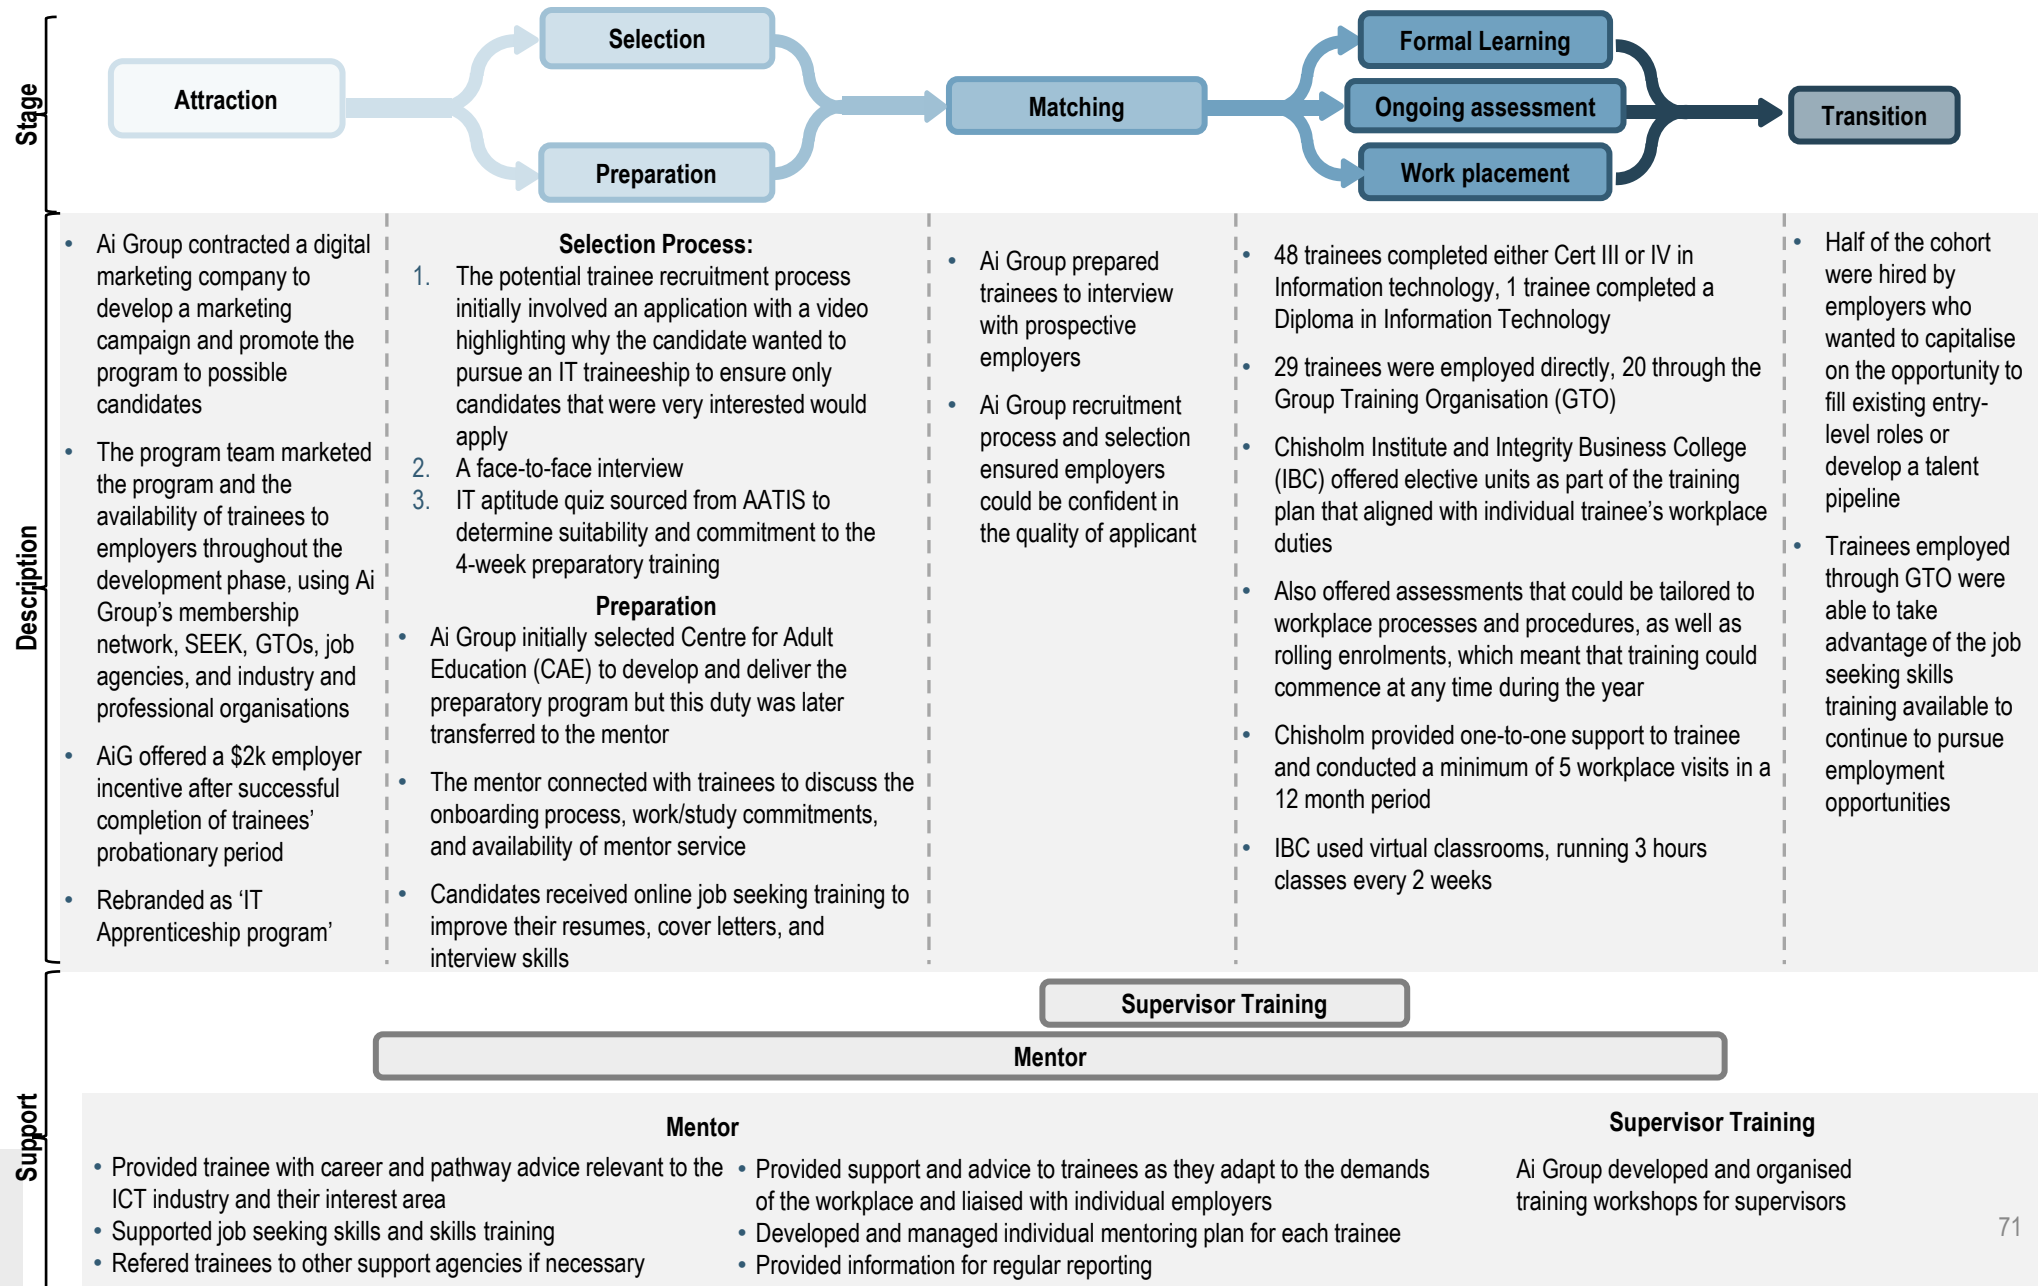 Stage
Attraction
Selection
Preparation
Matching
Formal Learning
Ongoing assessment
Work placement
Transition
Description
• Ai Group contracted a digital
marketing company to
develop a marketing
campaign and promote the
program to possible
candidates
• The program team marketed
the program and the
availability of trainees to
employers throughout the
development phase, using Ai
Group's membership
network, SEEK, GTOs, job
agencies, and industry and
professional organisations
• AiG offered a $2k employer
incentive after successful
completion of trainees'
probationary period
• Rebranded as 'IT
Apprenticeship program'
Selection Process:
1. The potential trainee recruitment process
initially involved an application with a video
highlighting why the candidate wanted to
pursue an IT traineeship to ensure only
candidates that were very interested would
apply
2. A face-to-face interview
3. IT aptitude quiz sourced from AATIS to
determine suitability and commitment to the
4-week preparatory training
Preparation
• Ai Group initially selected Centre for Adult
Education (CAE) to develop and deliver the
preparatory program but this duty was later
transferred to the mentor
• The mentor connected with trainees to discuss the
onboarding process, work/study commitments,
and availability of mentor service
• Candidates received online job seeking training to
improve their resumes, cover letters, and
interview skills
• Ai Group prepared
trainees to interview
with prospective
employers
• Ai Group recruitment
process and selection
ensured employers
could be confident in
the quality of applicant
• 48 trainees completed either Cert III or IV in
Information technology, 1 trainee completed a
Diploma in Information Technology
• 29 trainees were employed directly, 20 through the
Group Training Organisation (GTO)
• Chisholm Institute and Integrity Business College
(IBC) offered elective units as part of the training
plan that aligned with individual trainee's workplace
duties
• Also offered assessments that could be tailored to
workplace processes and procedures, as well as
rolling enrolments, which meant that training could
commence at any time during the year
• Chisholm provided one-to-one support to trainee
and conducted a minimum of 5 workplace visits in a
12 month period
• IBC used virtual classrooms, running 3 hours
classes every 2 weeks
• Half of the cohort
were hired by
employers who
wanted to capitalise
on the opportunity to
fill existing entry-
level roles or
develop a talent
pipeline
• Trainees employed
through GTO were
able to take
advantage of the job
seeking skills
training available to
continue to pursue
employment
opportunities
Support
Supervisor Training
Mentor
Mentor
• Provided trainee with career and pathway advice relevant to the
ICT industry and their interest area
• Supported job seeking skills and skills training
• Refered trainees to other support agencies if necessary
• Provided support and advice to trainees as they adapt to the demands
of the workplace and liaised with individual employers
• Developed and managed individual mentoring plan for each trainee
• Provided information for regular reporting
Supervisor Training
Ai Group developed and organised
training workshops for supervisors
71